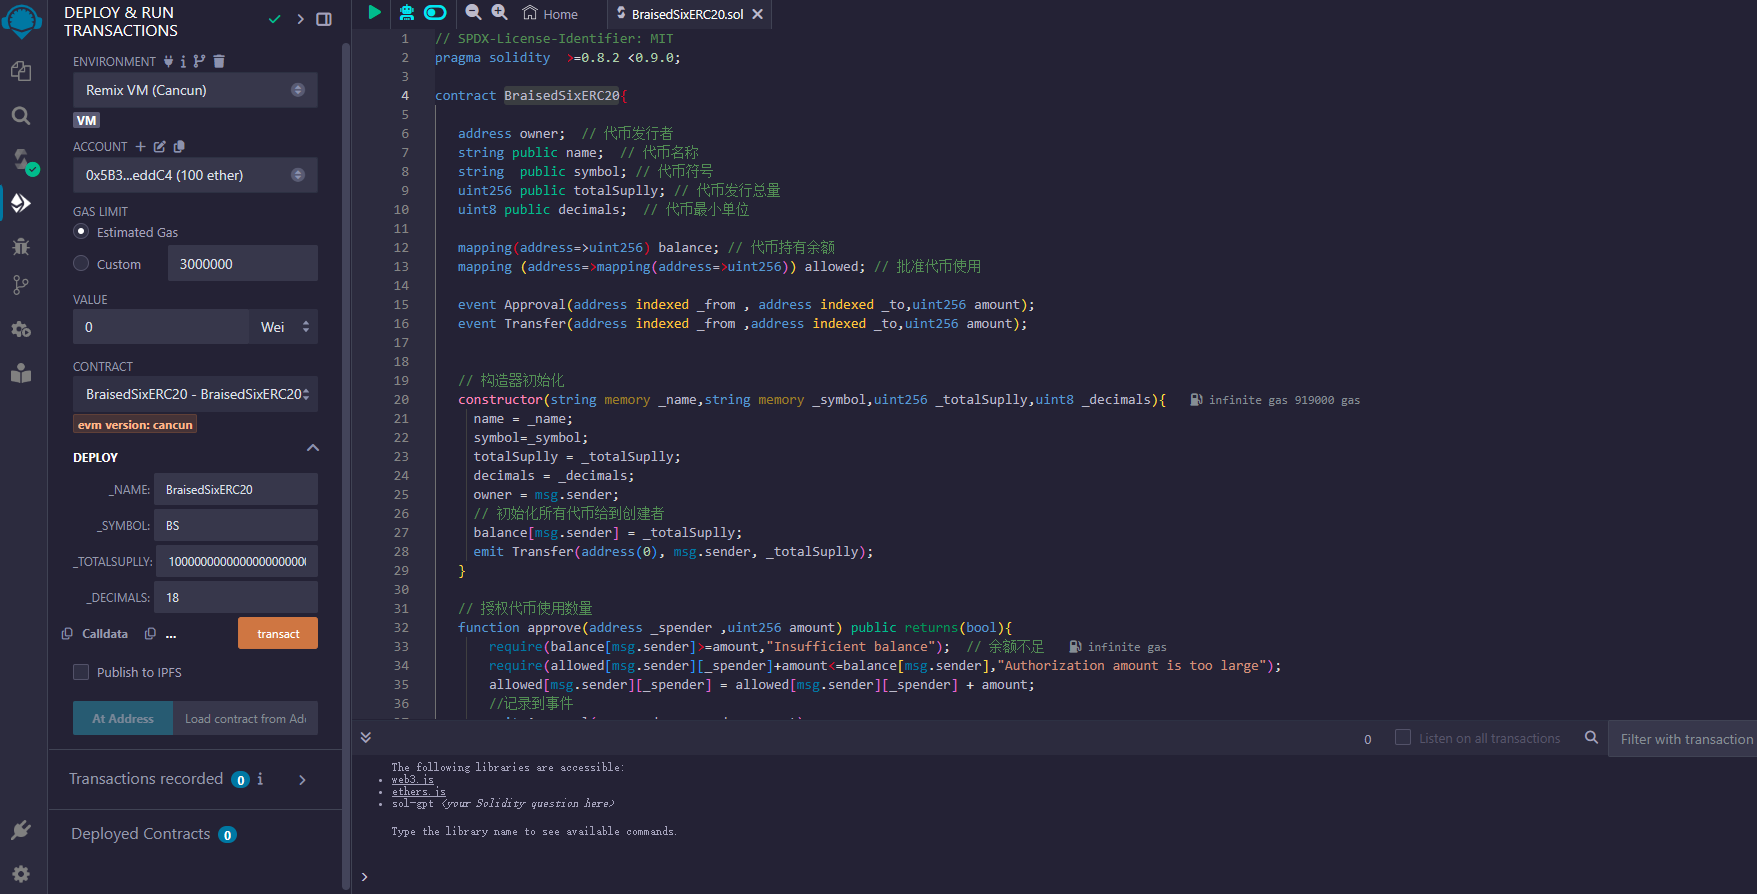 DEPLOY & RUN
TRANSACTIONS
ENVIRONMENT
Remix VM (Cancun)
VM
ACCOUNT
0x5B3...eddC4 (100 ether)
GAS LIMIT
Estimated Gas
Custom
3000000
VALUE
0
Wei
CONTRACT
BraisedSixERC20 - BraisedSixERC20
evm version: cancun
DEPLOY
_NAME: BraisedSixERC20
_SYMBOL: BS
_TOTALSUPLLY:
_DECIMALS: 18
Calldata
...
transact
Publish to IPFS
At Address
Load contract from
Transactions recorded 0
Deployed Contracts 0
Home
BraisedSixERC20.sol
1 // SPDX-License-Identifier: MIT
2 pragma solidity  >=0.8.2 <0.9.0;
3
4 contract BraisedSixERC20{
5
6    address owner;  // 代币发行者
7    string public name;  // 代币名称
8    string  public symbol; // 代币符号
9    uint256 public totalSuplly; // 代币发行总量
10    uint8 public decimals;  // 代币最小单位
11
12    mapping(address=>uint256) balance; // 代币持有余额
13    mapping (address=>mapping(address=>uint256)) allowed; // 批准代币使用
14
15    event Approval(address indexed _from , address indexed _to,uint256 amount);
16    event Transfer(address indexed _from ,address indexed _to,uint256 amount);
17
18
19    // 构造器初始化
20    constructor(string memory _name,string memory _symbol,uint256 _totalSuplly,uint8 _decimals){ infinite gas 919000 gas
21      name = _name;
22      symbol=_symbol;
23      totalSuplly = _totalSuplly;
24      decimals = _decimals;
25      owner = msg.sender;
26      // 初始化所有代币给到创建者
27      balance[msg.sender] = _totalSuplly;
28      emit Transfer(address(0), msg.sender, _totalSuplly);
29    }
30
31    // 授权代币使用数量
32    function approve(address _spender ,uint256 amount) public returns(bool){
33        require(balance[msg.sender]>=amount,"Insufficient balance");  // 余额不足 infinite gas
34        require(allowed[msg.sender][_spender]+amount<=balance[msg.sender],"Authorization amount is too large");
35        allowed[msg.sender][_spender] = allowed[msg.sender][_spender] + amount;
36        //记录到事件
0
Listen on all transactions
Filter with transaction
The following libraries are accessible:
web3.js
ethers.js
sol-gpt <your Solidity question here>
Type the library name to see available commands.
>